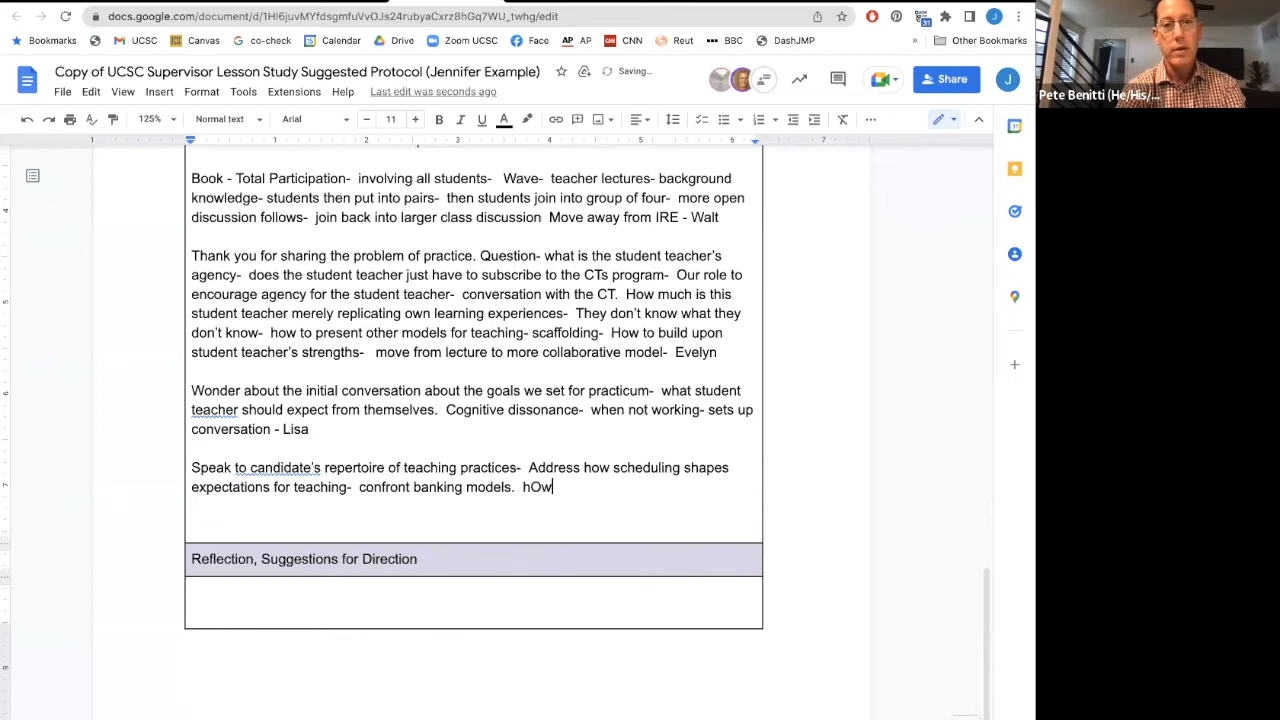 docs.google.com/document/d/1HI6juvMYfdsgmfuVvOJs24rubyaCxrz8hGq7WU_twhg/edit
Bookmarks UCSC Canvas co-check Calendar Drive Zoom UCSC Face AP CNN Reut BBC DashJMP » Other Bookmarks
Copy of UCSC Supervisor Lesson Study Suggested Protocol (Jennifer Example) Saving... Share J
File Edit View Insert Format Tools Extensions Help Last edit was seconds ago
125% Normal text Arial 11
Book - Total Participation- involving all students- Wave- teacher lectures- background
knowledge- students then put into pairs- then students join into group of four- more open
discussion follows- join back into larger class discussion Move away from IRE - Walt
Thank you for sharing the problem of practice. Question- what is the student teacher's
agency- does the student teacher just have to subscribe to the CTs program- Our role to
encourage agency for the student teacher- conversation with the CT. How much is this
student teacher merely replicating own learning experiences- They don't know what they
don't know- how to present other models for teaching- scaffolding- How to build upon
student teacher's strengths- move from lecture to more collaborative model- Evelyn
Wonder about the initial conversation about the goals we set for practicum- what student
teacher should expect from themselves. Cognitive dissonance- when not working- sets up
conversation - Lisa
Speak to candidate's repertoire of teaching practices- Address how scheduling shapes
expectations for teaching- confront banking models. hOw
Reflection, Suggestions for Direction
Pete Benitti (He/His/...